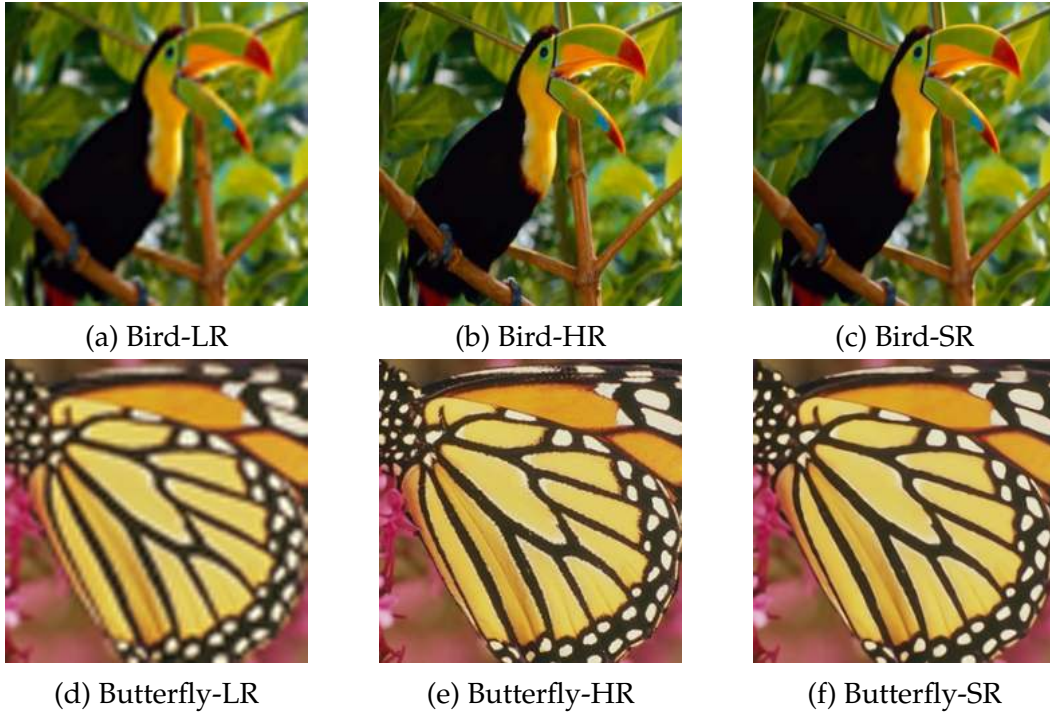 (a) Bird-LR
(b) Bird-HR
(c) Bird-SR
(d) Butterfly-LR
(e) Butterfly-HR
(f) Butterfly-SR